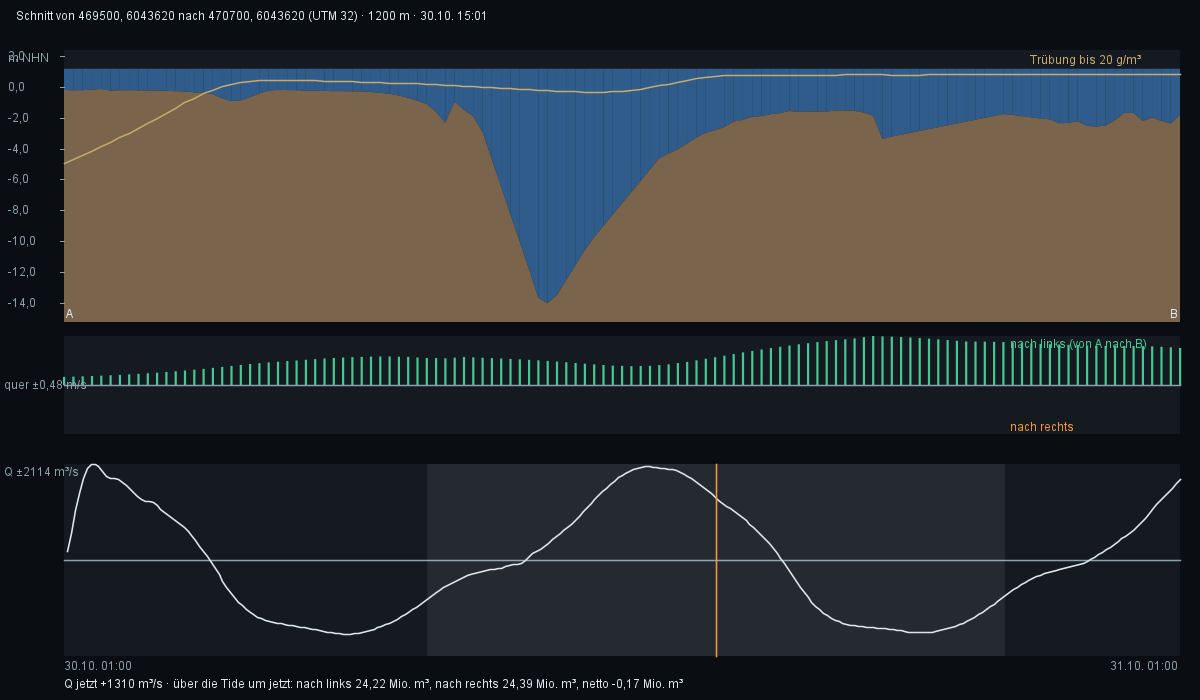 Schnitt von 469500, 6043620 nach 470700, 6043620 (UTM 32) · 1200 m · 30.10. 15:01
2,0
m NHN
Trübung bis 20 g/m³
0,0
-2,0
-4,0
-6,0
-8,0
-10,0
-12,0
-14,0
A
B
nach links (von A nach B)
quer ±0,48 m/s
nach rechts
Q ±2114 m³/s
30.10. 01:00
31.10. 01:00
Q jetzt +1310 m³/s · über die Tide um jetzt: nach links 24,22 Mio. m³, nach rechts 24,39 Mio. m³, netto -0,17 Mio. m³